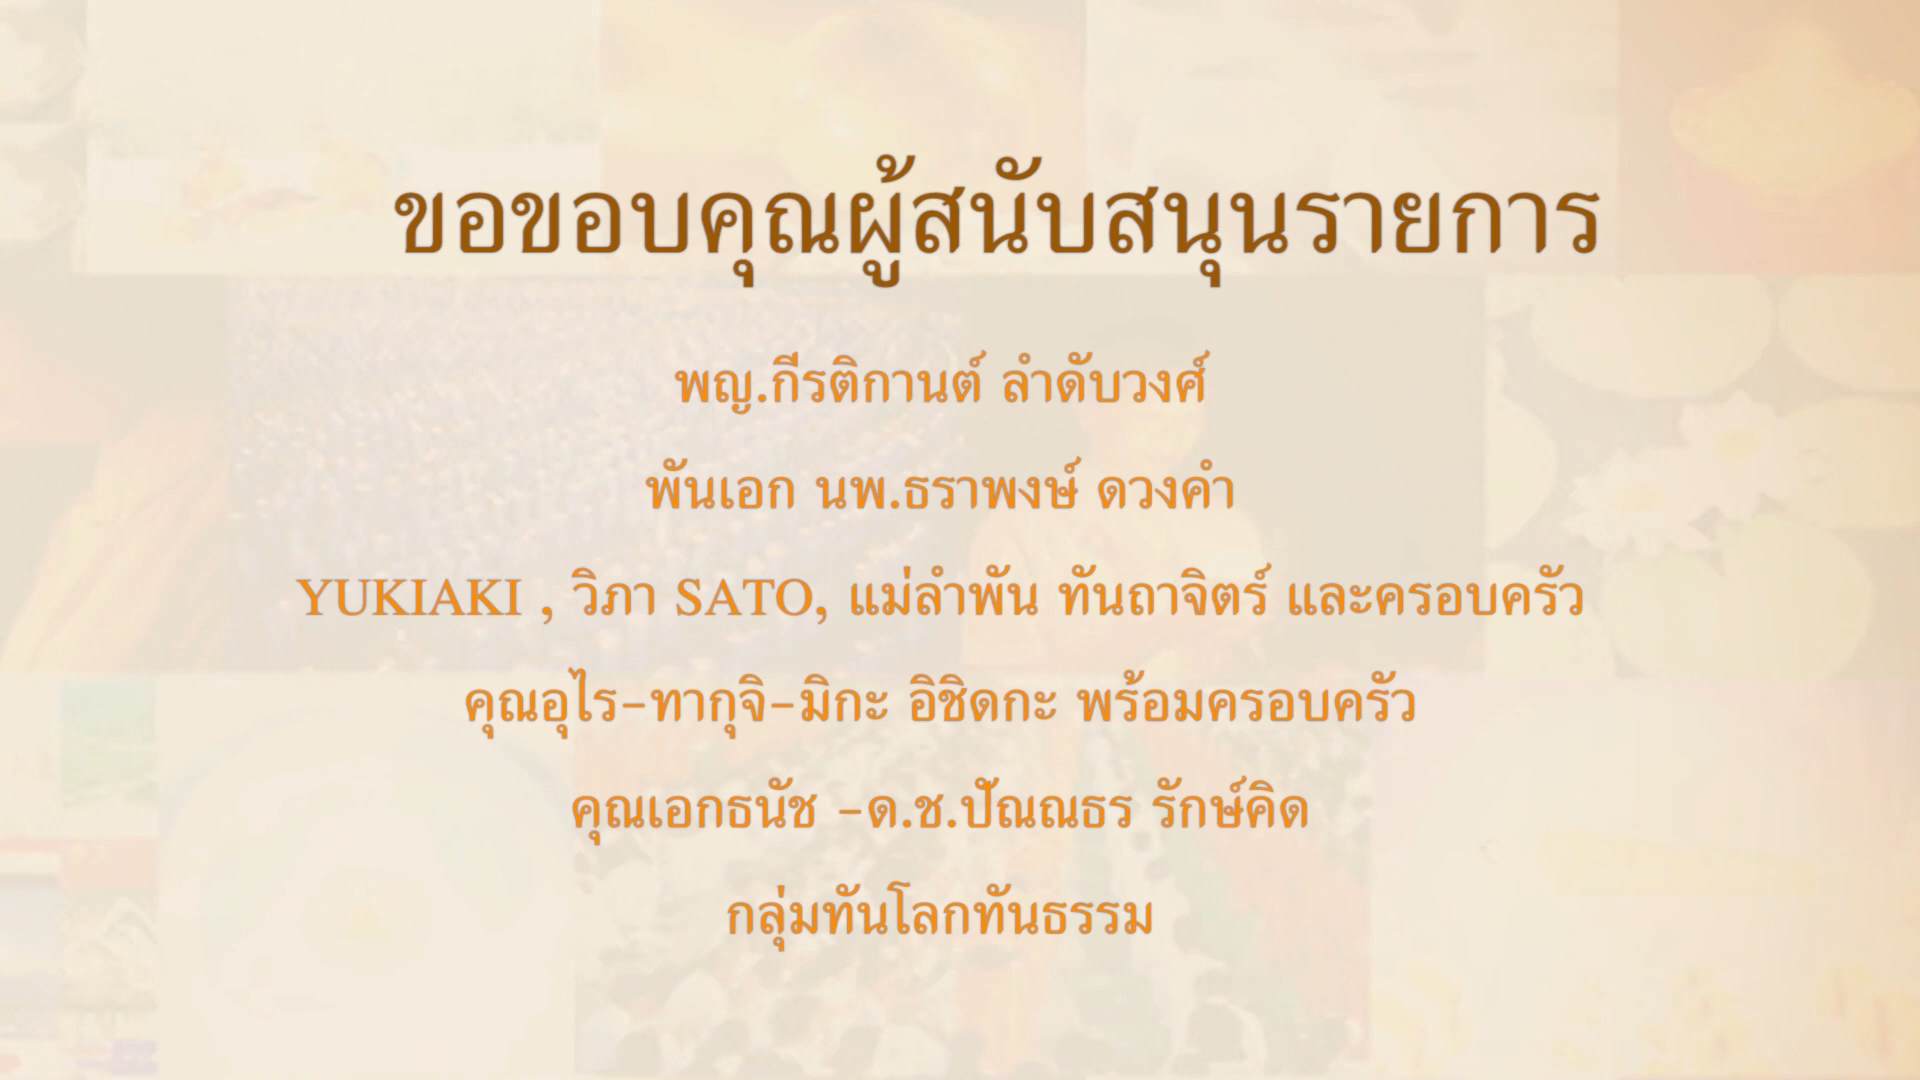 ขอขอบคุณผู้สนับสนุนรายการ
พญ.กีรติกานต์ ลำดับวงศ์
พันเอก นพ.ธราพงษ์ ดวงคำ
YUKIAKI , วิภา SATO, แม่ลำพัน ทันถาจิตร์ และครอบครัว
คุณอุไร-ทากุจิ-มิกะ อิชิดกะ พร้อมครอบครัว
คุณเอกธนัช -ด.ช.ปัณณธร รักษ์คิด
กลุ่มทันโลกทันธรรม